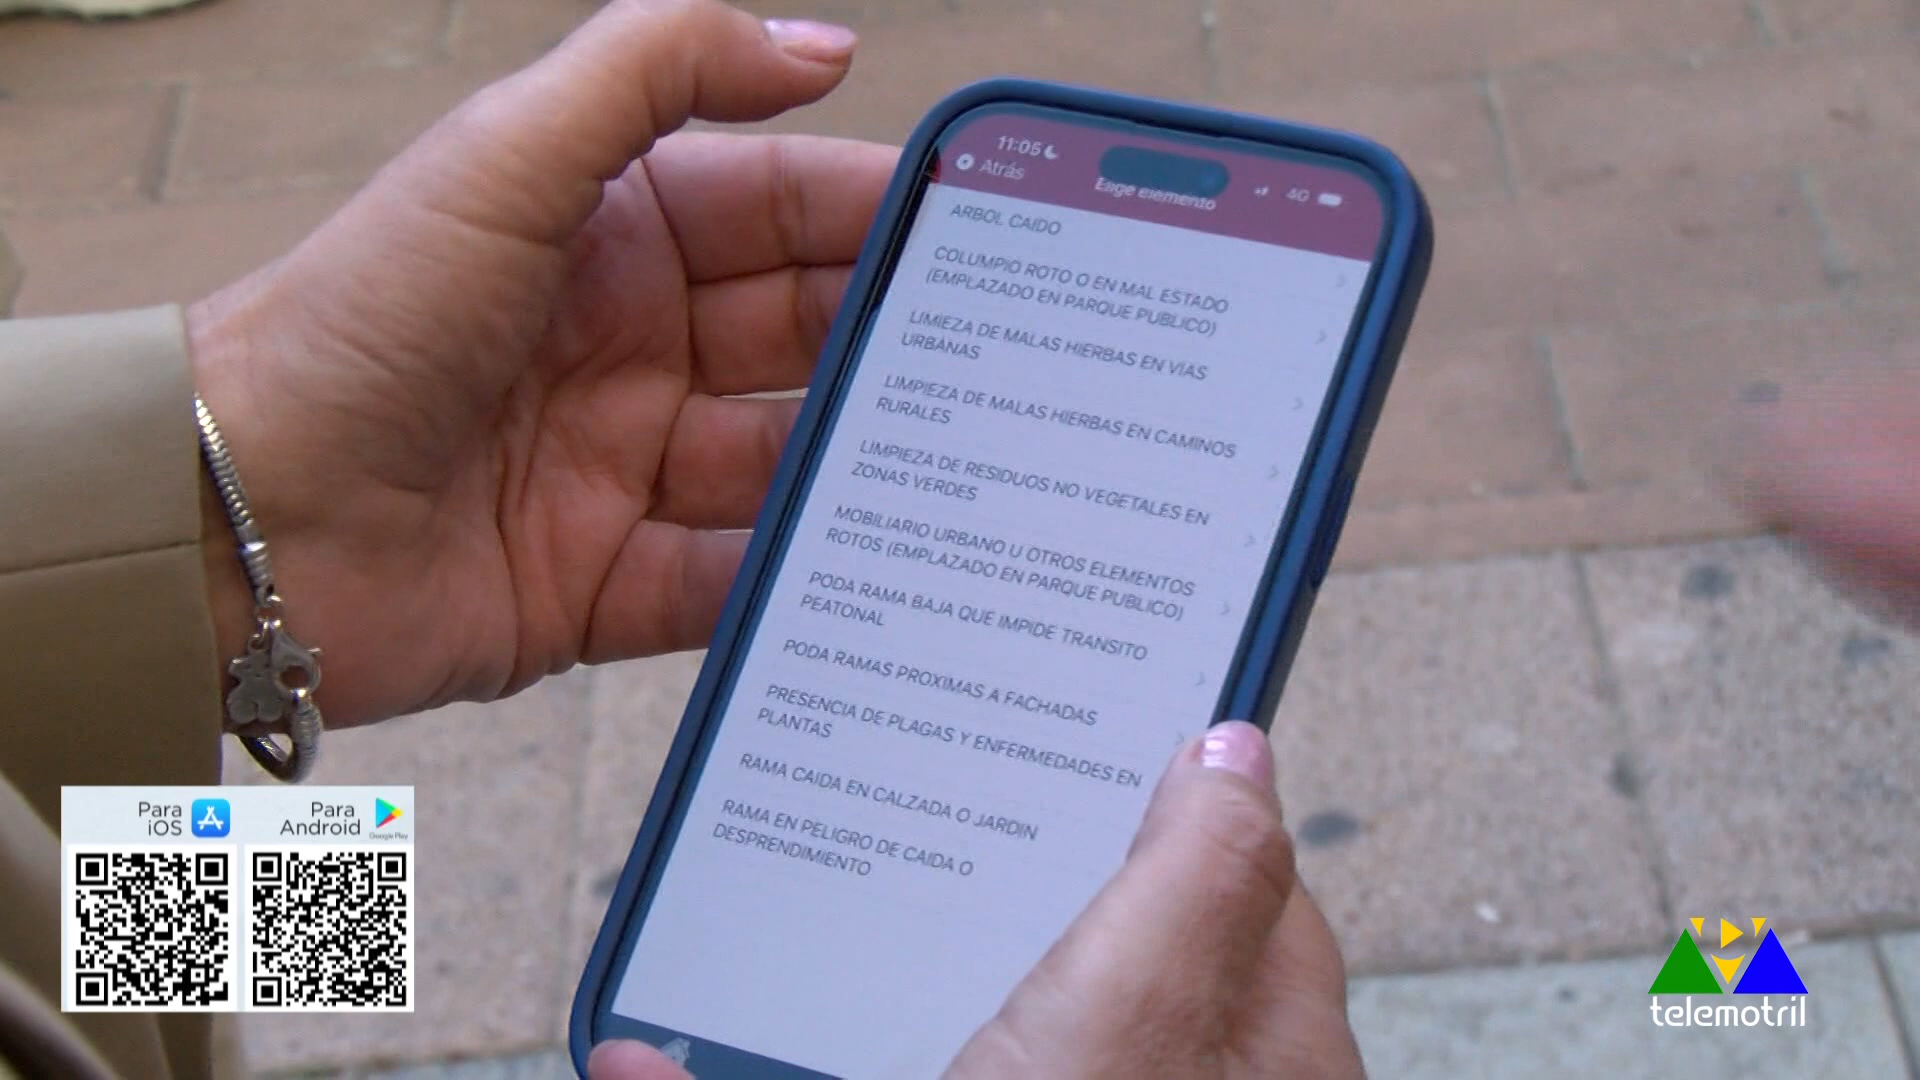 11:05
Atrás
Elige elemento
4G
ARBOL CAIDO
COLUMPIO ROTO O EN MAL ESTADO
(EMPLAZADO EN PARQUE PUBLICO)
LIMIEZA DE MALAS HIERBAS EN VIAS
URBANAS
LIMPIEZA DE MALAS HIERBAS EN CAMINOS
RURALES
LIMPIEZA DE RESIDUOS NO VEGETALES EN
ZONAS VERDES
MOBILIARIO URBANO U OTROS ELEMENTOS
ROTOS (EMPLAZADO EN PARQUE PUBLICO)
PODA RAMA BAJA QUE IMPIDE TRANSITO
PEATONAL
PODA RAMAS PROXIMAS A FACHADAS
PRESENCIA DE PLAGAS Y ENFERMEDADES EN
PLANTAS
RAMA CAIDA EN CALZADA O JARDIN
RAMA EN PELIGRO DE CAIDA O
DESPRENDIMIENTO
Para
iOS
Para
Android
Google Play
telemotril